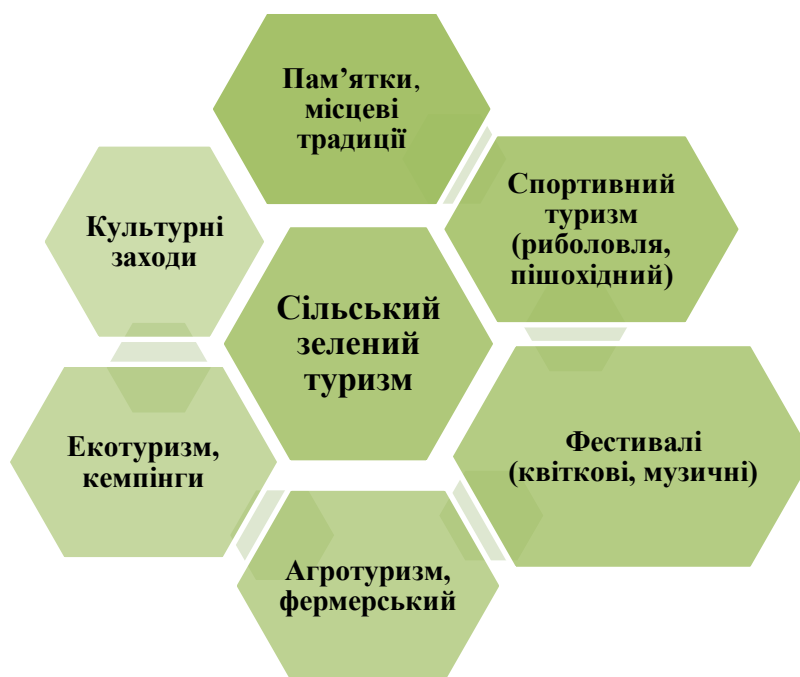 Пам’ятки,
місцеві
традиції
Спортивний
туризм
(риболовля,
пішохідний)
Культурні
заходи
Сільський
зелений
туризм
Фестивалі
(квіткові, музичні)
Екотуризм,
кемпінги
Агротуризм,
фермерський